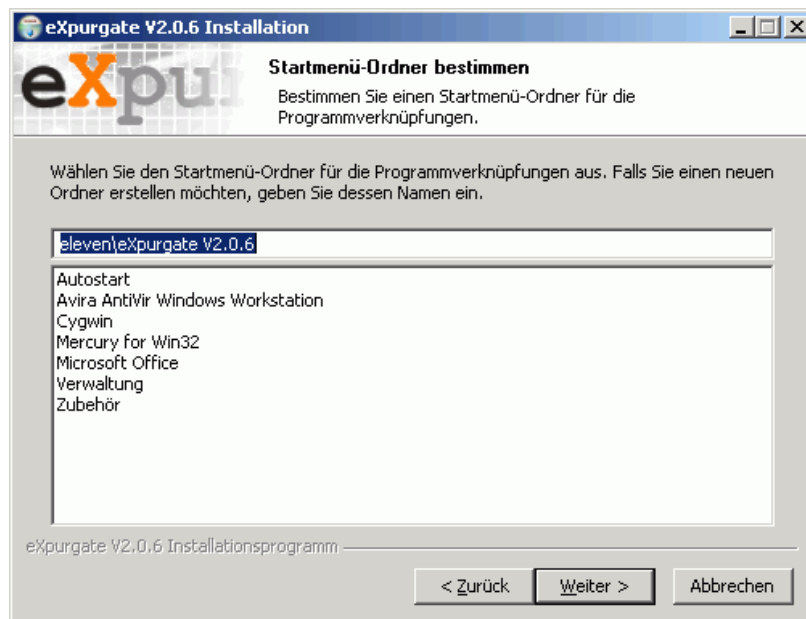 eXpurgate V2.0.6 Installation
eXpu
Startmenü-Ordner bestimmen
Bestimmen Sie einen Startmenü-Ordner für die
Programmverknüpfungen.
Wählen Sie den Startmenü-Ordner für die Programmverknüpfungen aus. Falls Sie einen neuen
Ordner erstellen möchten, geben Sie dessen Namen ein.
eleven\eXpurgate V2.0.6
Autostart
Avira AntiVir Windows Workstation
Cygwin
Mercury for Win32
Microsoft Office
Verwaltung
Zubehör
eXpurgate V2.0.6 Installationsprogramm
< Zurück Weiter > Abbrechen